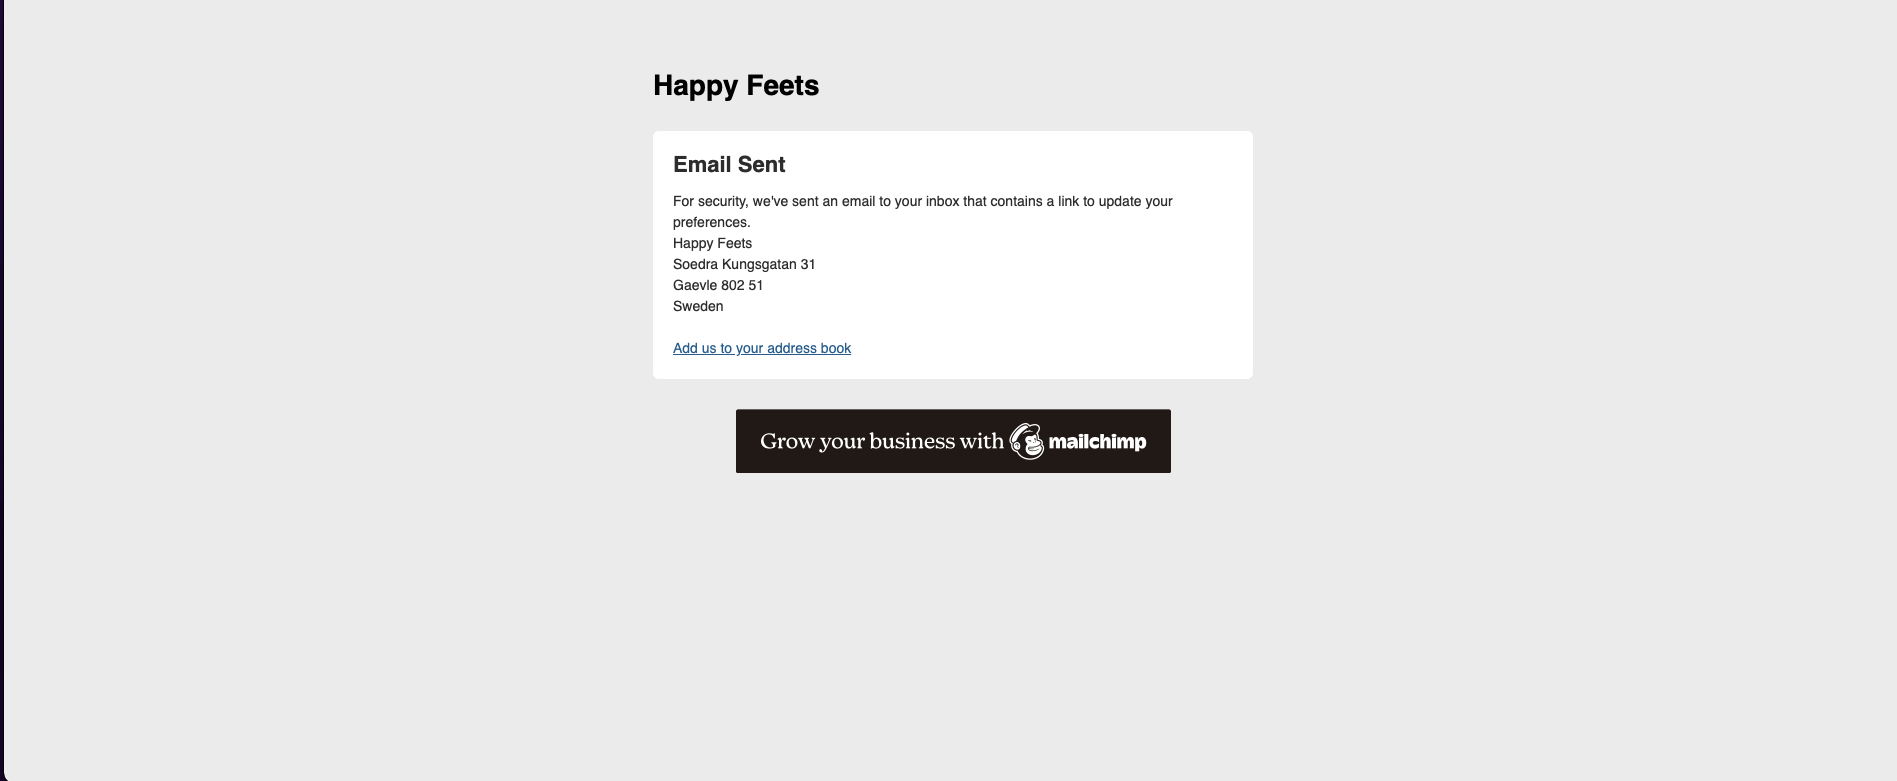 Happy Feets
Email Sent
For security, we've sent an email to your inbox that contains a link to update your
preferences.
Happy Feets
Soedra Kungsgatan 31
Gaevle 802 51
Sweden
Add us to your address book
Grow your business with mailchimp